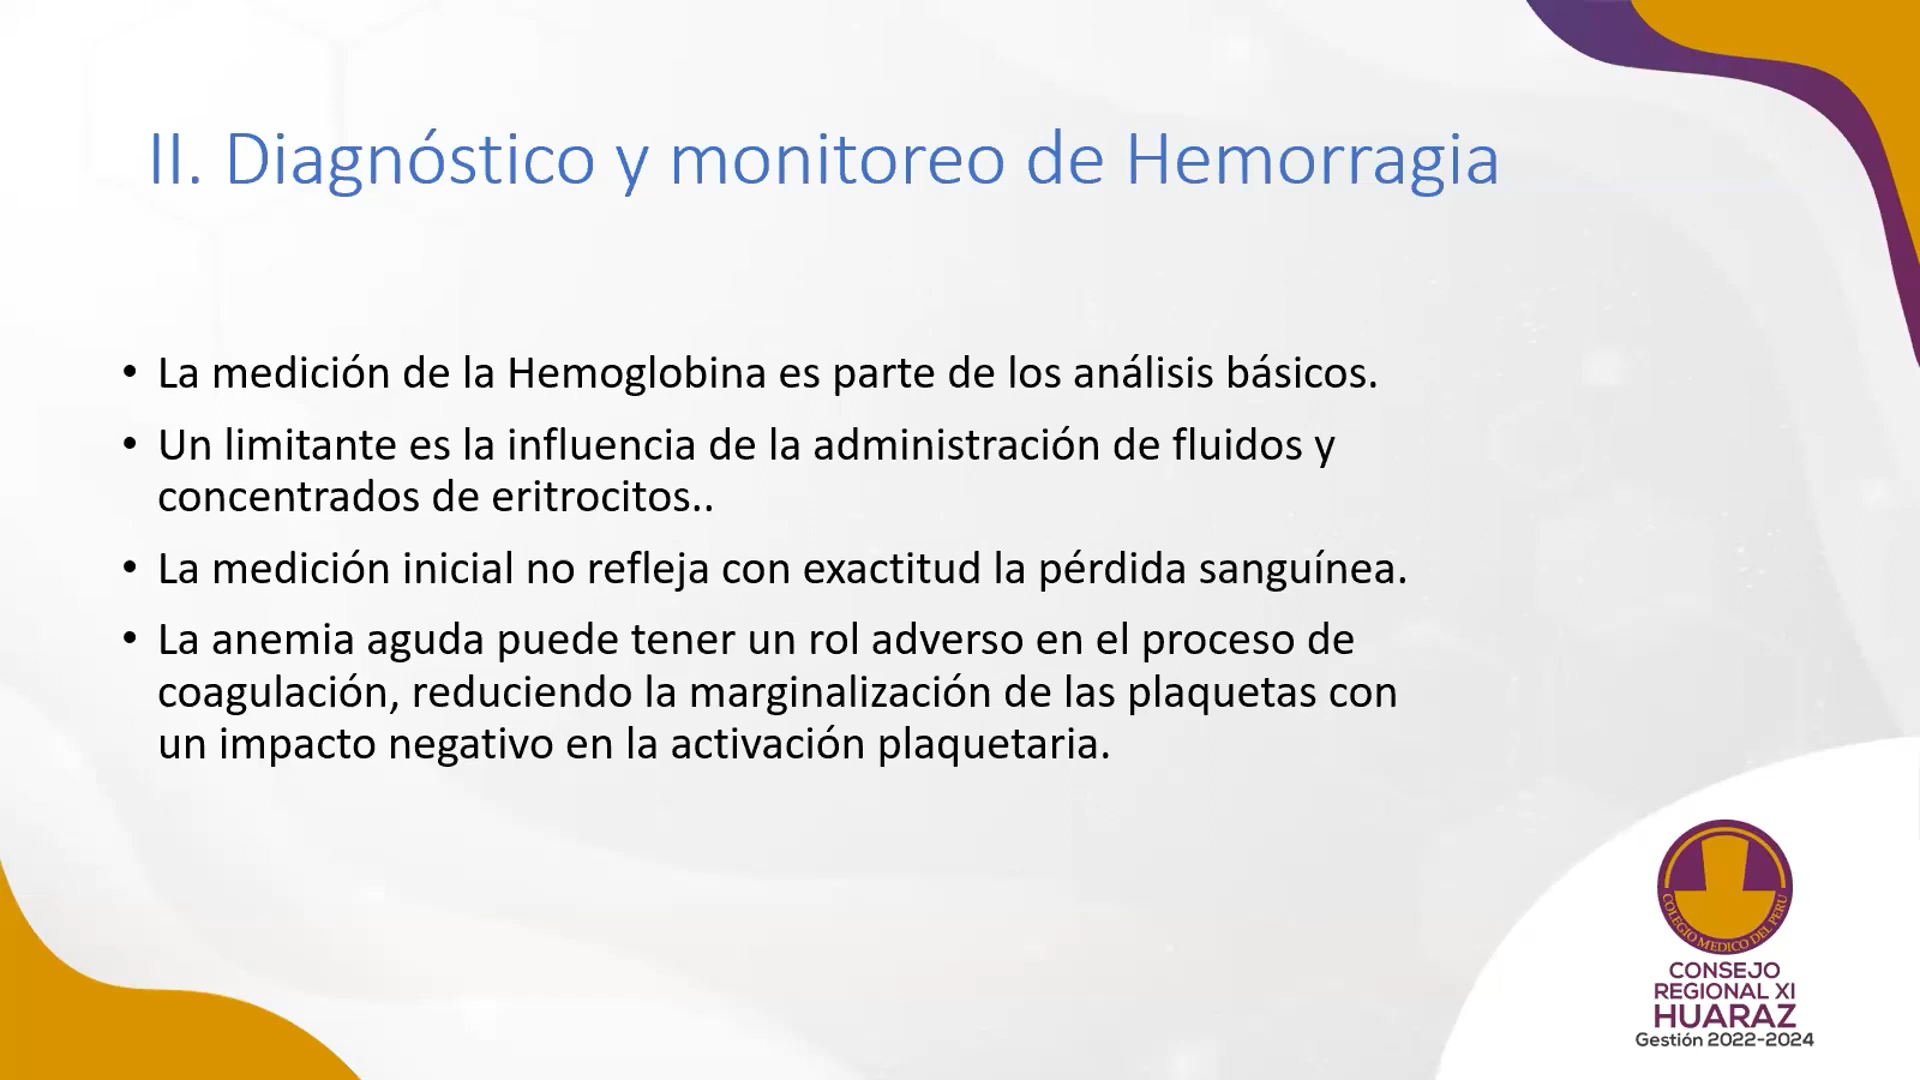 II. Diagnóstico y monitoreo de Hemorragia
• La medición de la Hemoglobina es parte de los análisis básicos.
• Un limitante es la influencia de la administración de fluidos y
concentrados de eritrocitos..
• La medición inicial no refleja con exactitud la pérdida sanguínea.
• La anemia aguda puede tener un rol adverso en el proceso de
coagulación, reduciendo la marginalización de las plaquetas con
un impacto negativo en la activación plaquetaria.
COLEGIO MEDICO DEL PERU
CONSEJO
REGIONAL XI
HUARAZ
Gestión 2022-2024